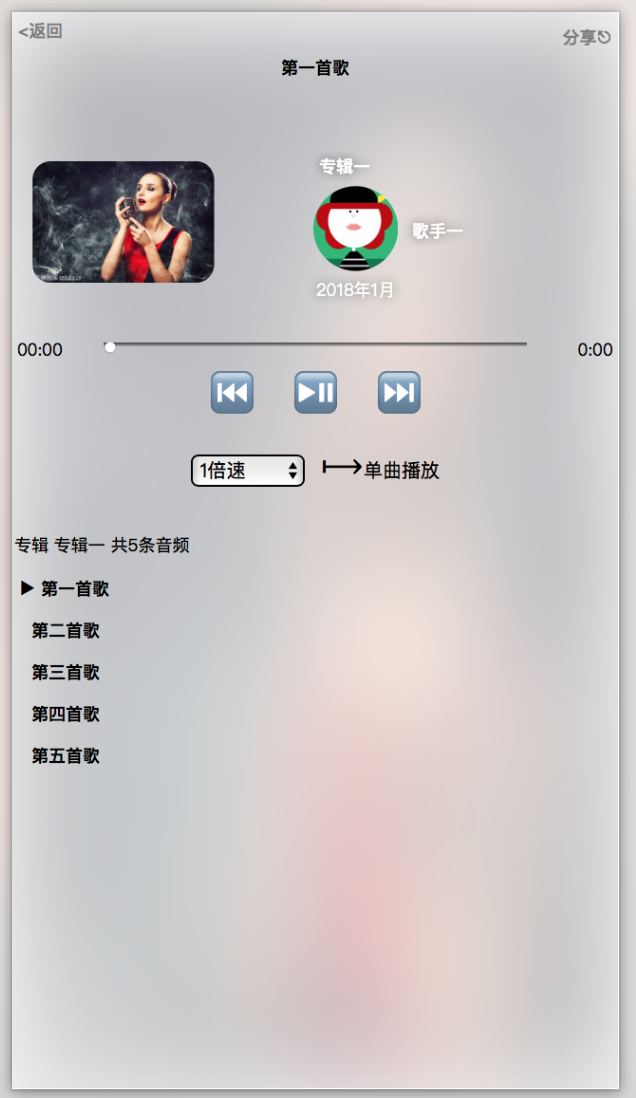 <返回
分享
第一首歌
专辑一
歌手一
2018年1月
00:00
0:00
1倍速
单曲播放
专辑 专辑一 共5条音频
▶ 第一首歌
第二首歌
第三首歌
第四首歌
第五首歌